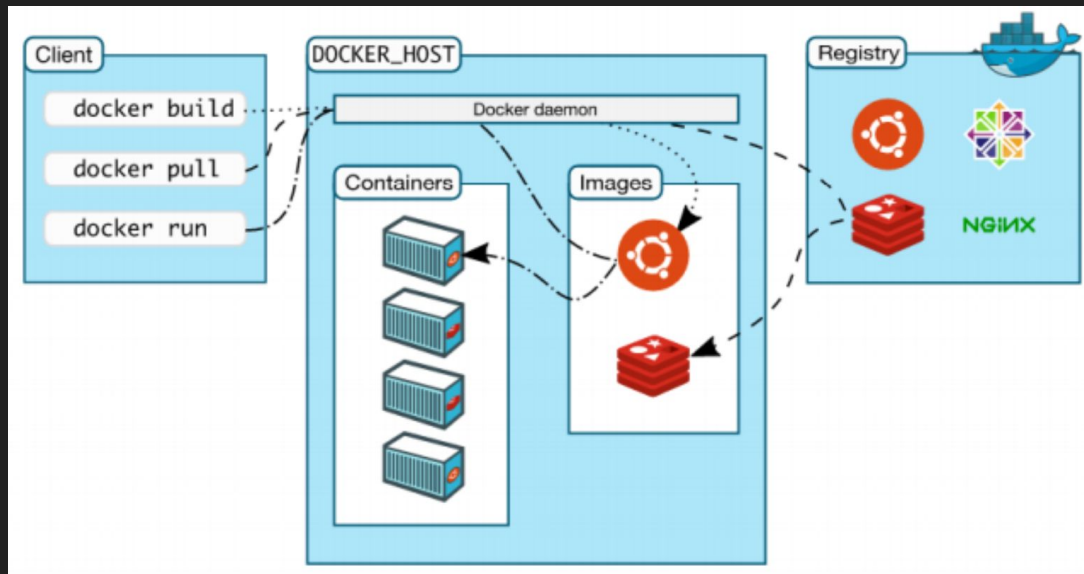 Client
docker build
docker pull
docker run
DOCKER_HOST
Docker daemon
Containers
Images
Registry
NGiNX